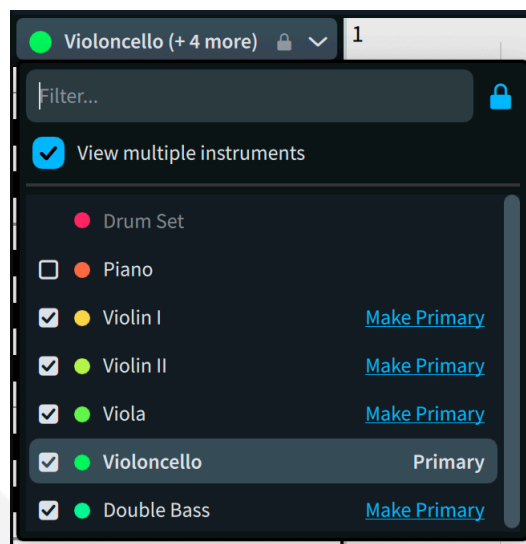 Violoncello (+ 4 more)
1
Filter...
View multiple instruments
Drum Set
Piano
Violin I Make Primary
Violin II Make Primary
Viola Make Primary
Violoncello Primary
Double Bass Make Primary